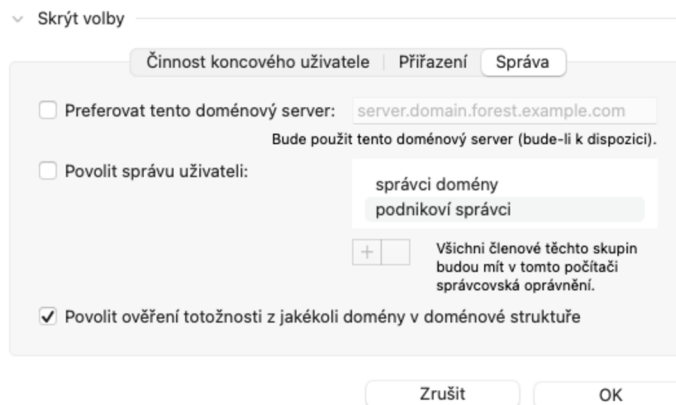 Skrýt volby
Činnost koncového uživatele Přiřazení Správa
Preferovat tento doménový server: server.domain.forest.example.com
Bude použit tento doménový server (bude-li k dispozici).
Povolit správu uživateli:
správci domény
podnikoví správci
+
Všichni členové těchto skupin
budou mít v tomto počítači
správcovská oprávnění.
Povolit ověření totožnosti z jakékoli domény v doménové struktuře
Zrušit OK